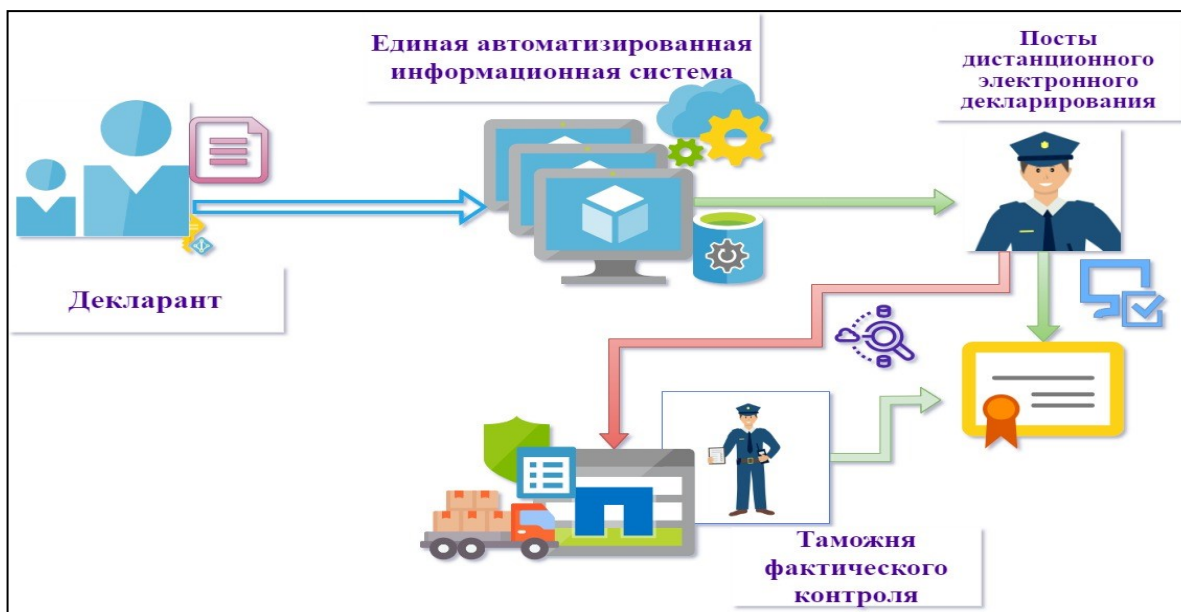 Единая автоматизированная
информационная система
Посты
дистанционного
электронного
декларирования
Декларант
Таможня
фактического
контроля